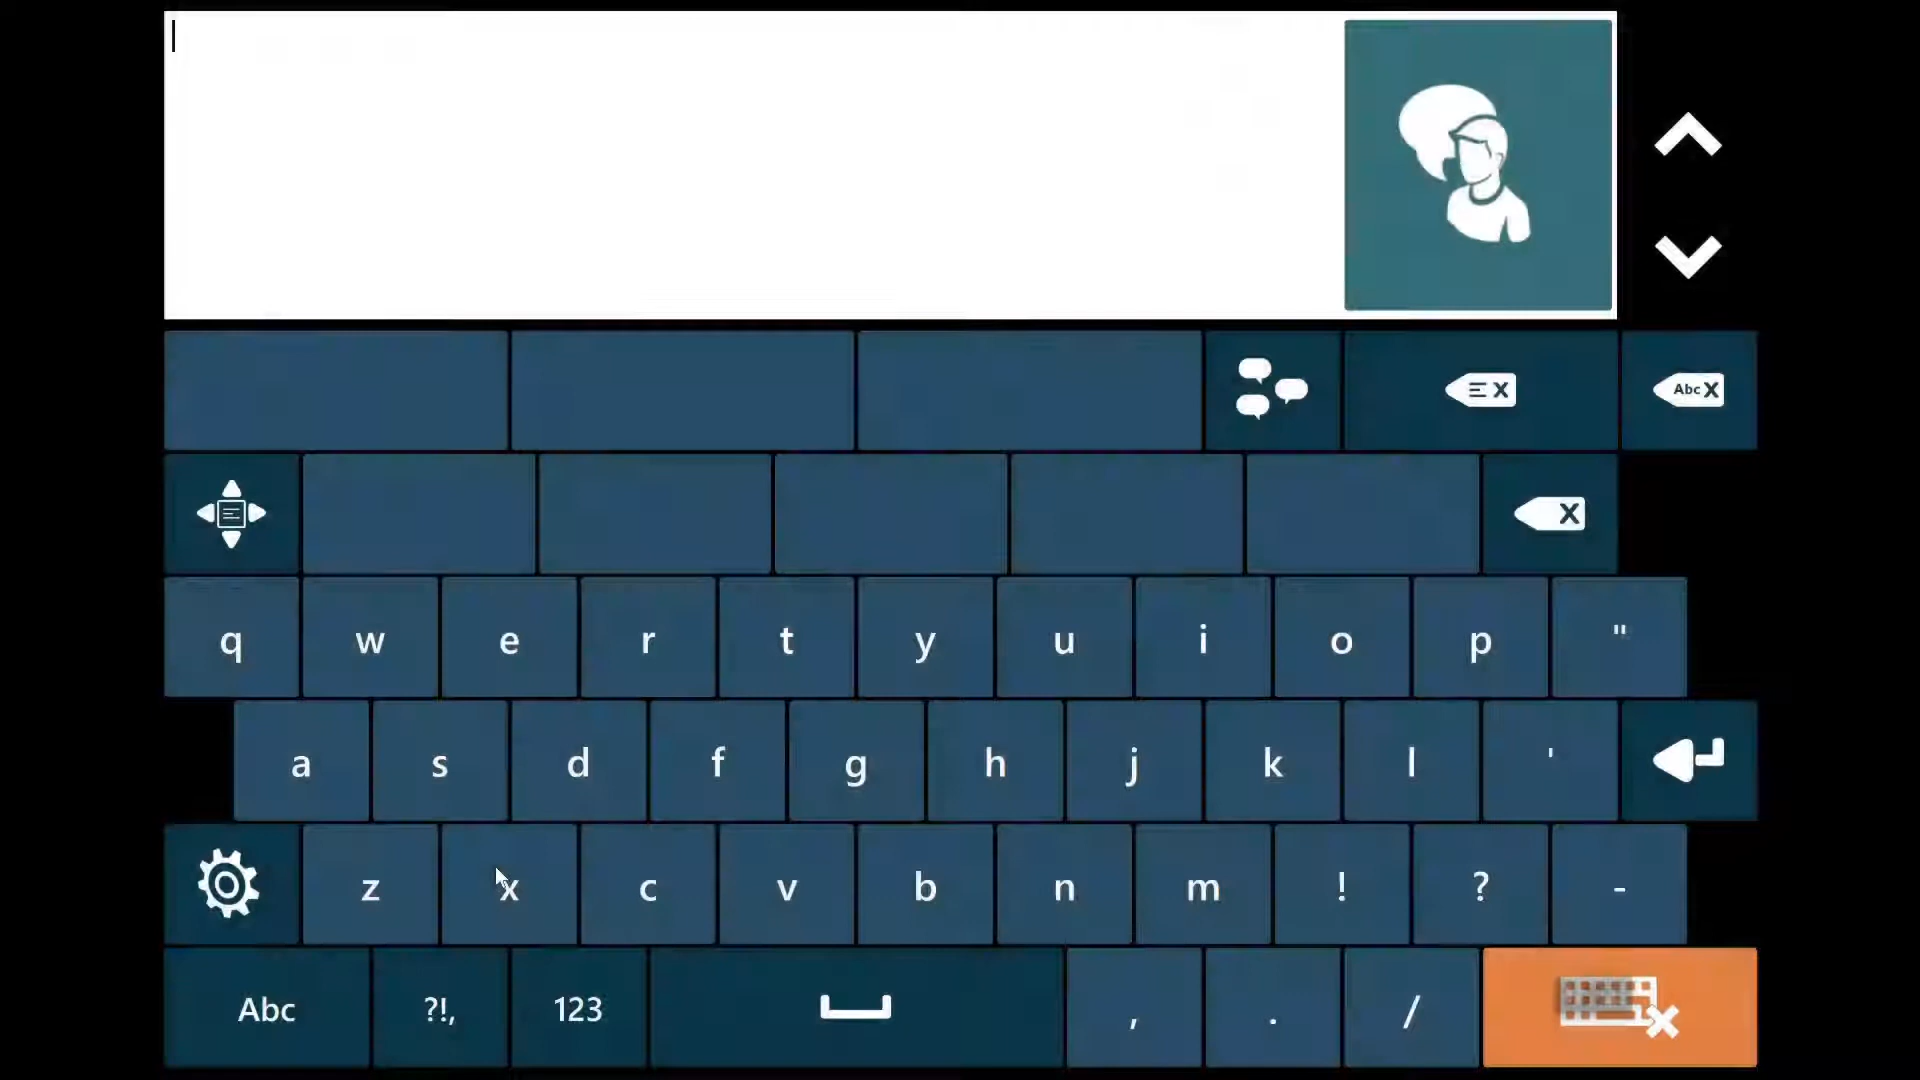 Abc X
X
X
q w e r t y u i o p "
a s d f g h j k l '
z x c v b n m ! ? -
Abc ?!, 123 , . /